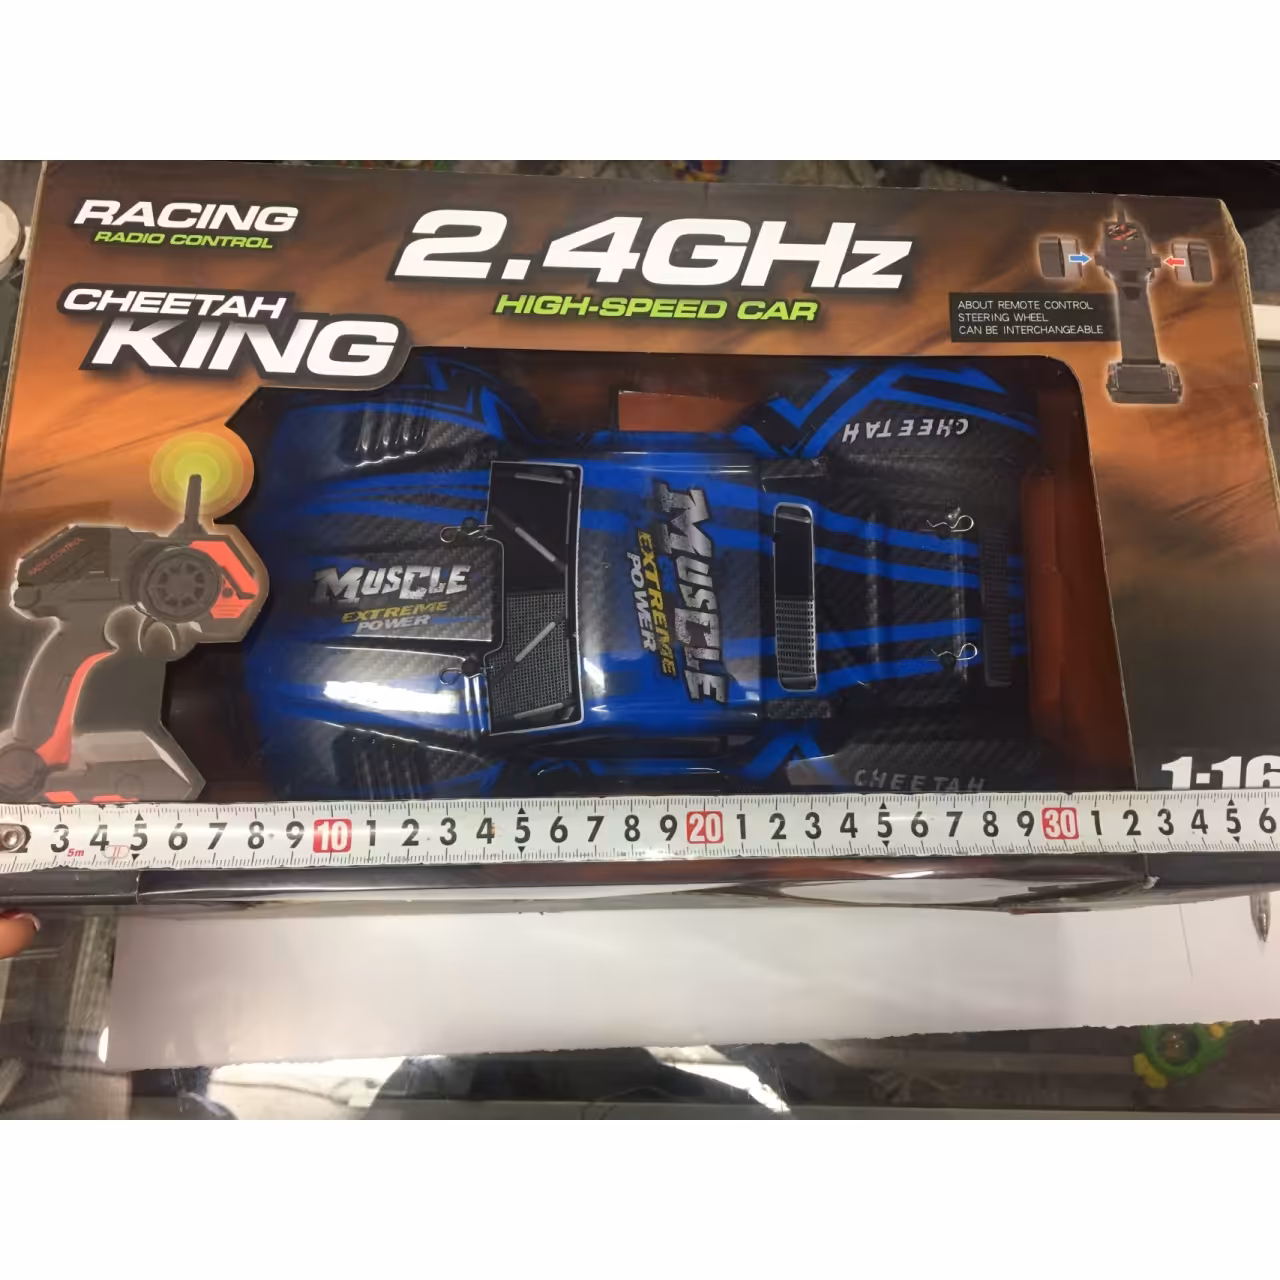 RACING
RADIO CONTROL
CHEETAH
KING
2.4GHz
HIGH-SPEED CAR
ABOUT REMOTE CONTROL
STEERING WHEEL
CAN BE INTERCHANGEABLE
CHEETAH
MUSCLE
EXTREME
POWER
MUSCLE
EXTREME
POWER
CHEETAH
1:16
2 3 4 5 6 7 8 9 10 1 2 3 4 5 6 7 8 9 20 1 2 3 4 5 6 7 8 9 30 1 2 3 4 5 6
5m